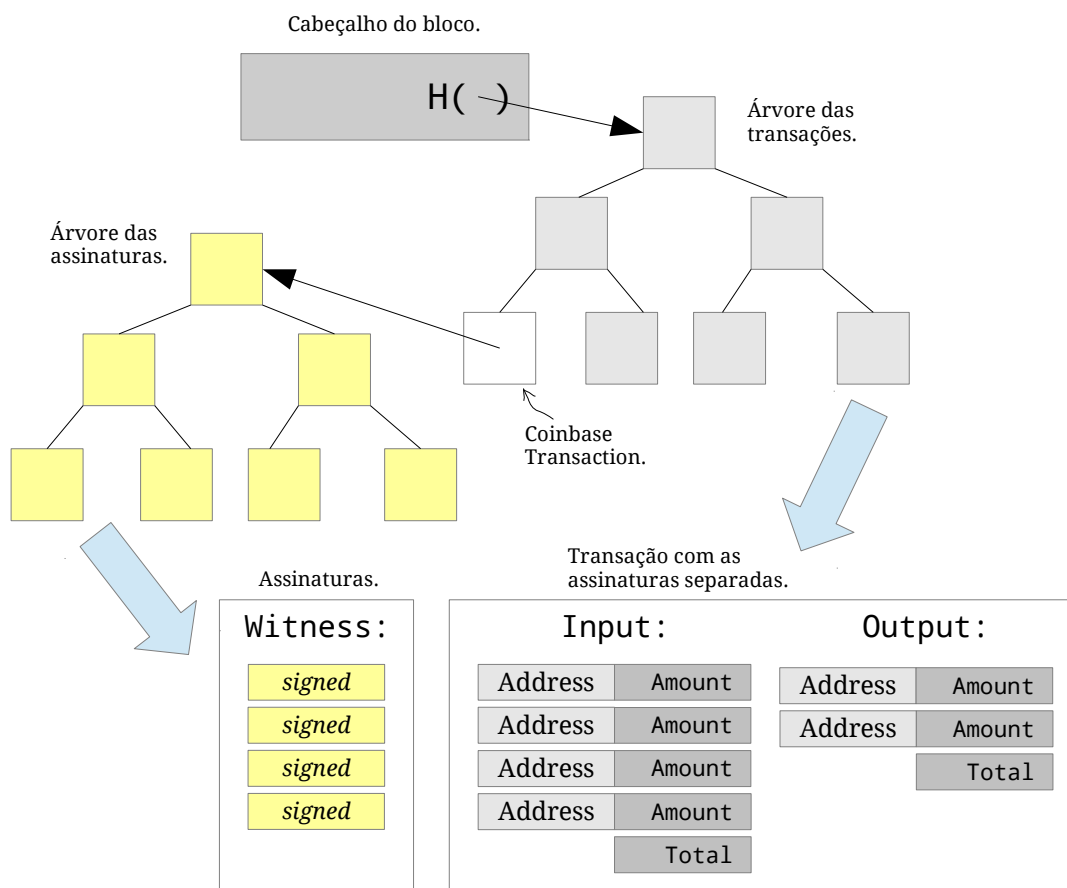 Cabeçalho do bloco.
H( )
Árvore das
transações.
Árvore das
assinaturas.
Coinbase
Transaction.
Transação com as
assinaturas separadas.
Assinaturas.
Witness:
signed
signed
signed
signed
Input:
Address Amount
Address Amount
Address Amount
Address Amount
Total
Output:
Address Amount
Address Amount
Total